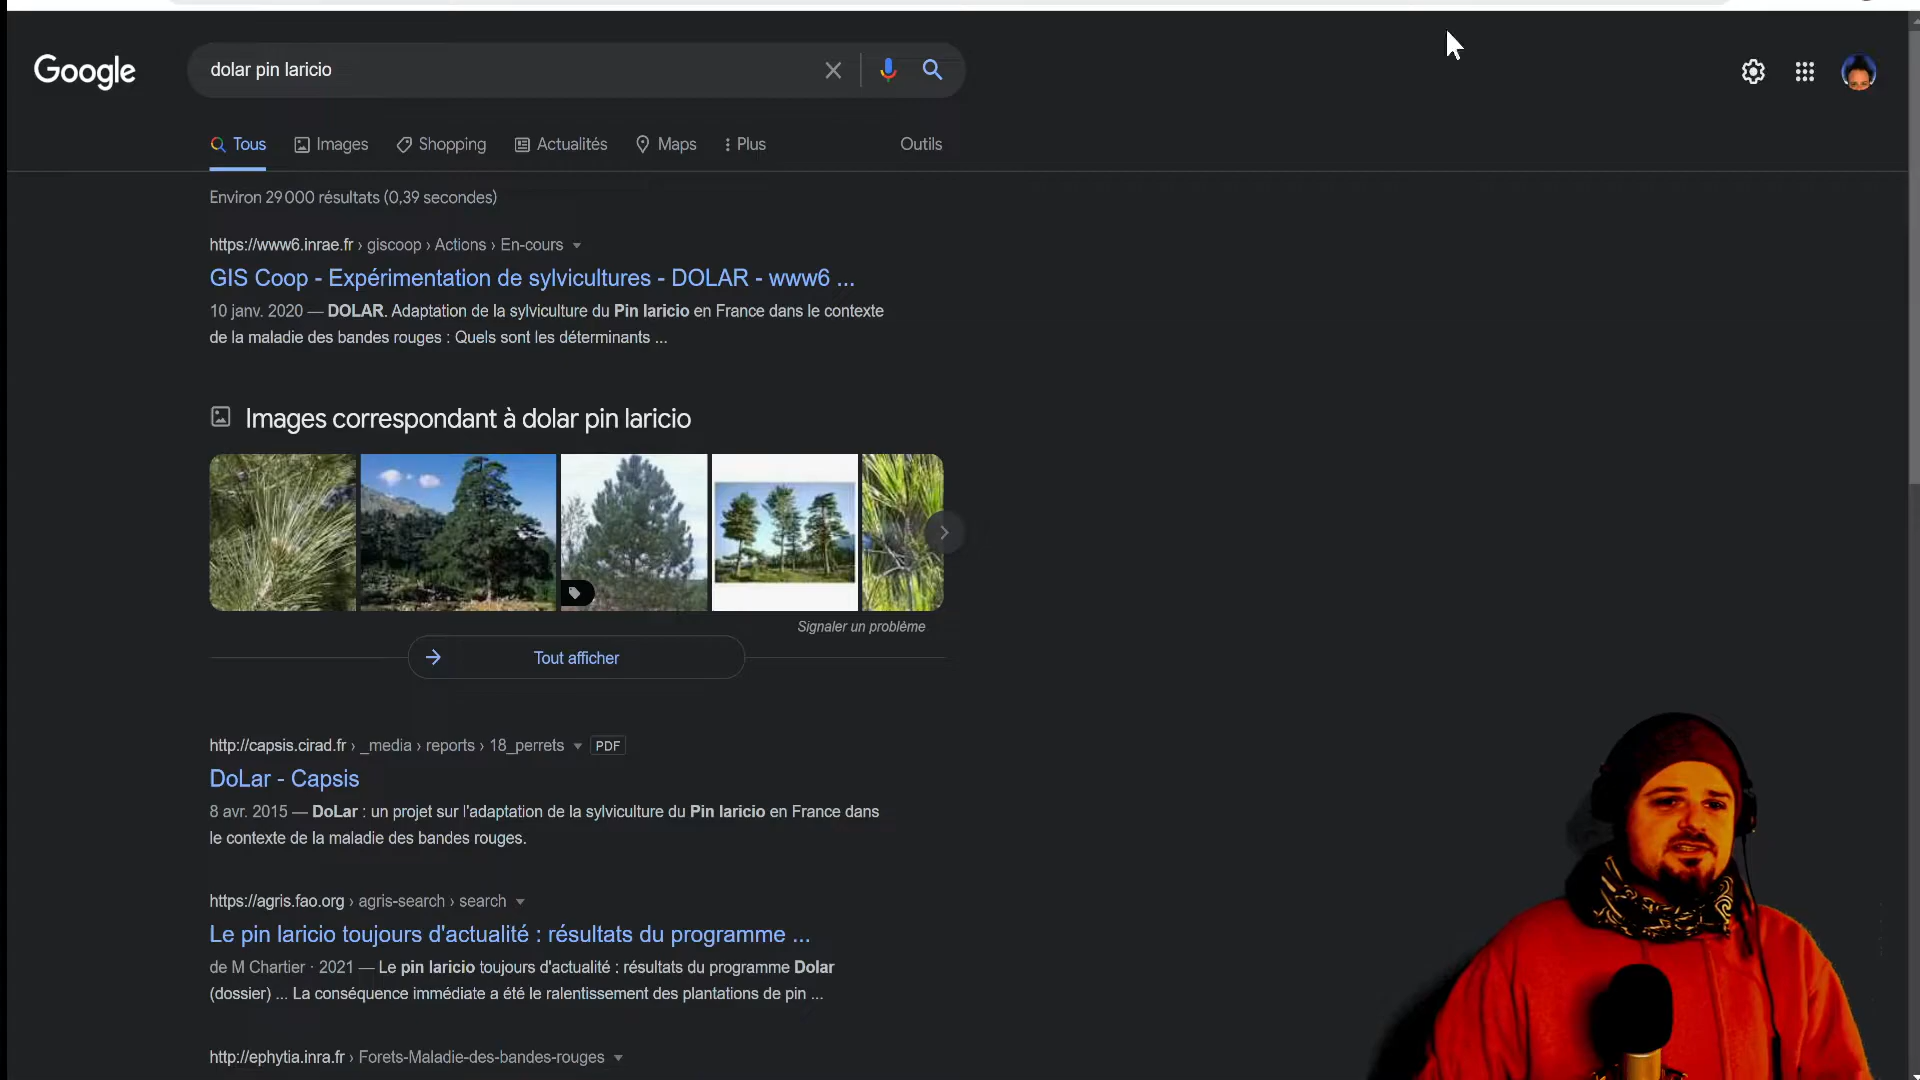 Google
dolar pin laricio
Tous Images Shopping Actualités Maps Plus Outils
Environ 29 000 résultats (0,39 secondes)
https://www6.inrae.fr › giscoop › Actions › En-cours
GIS Coop - Expérimentation de sylvicultures - DOLAR - www6 ...
10 janv. 2020 — DOLAR. Adaptation de la sylviculture du Pin laricio en France dans le contexte
de la maladie des bandes rouges : Quels sont les déterminants ...
Images correspondant à dolar pin laricio
Signaler un problème
Tout afficher
http://capsis.cirad.fr › _media › reports › 18_perrets PDF
DoLar - Capsis
8 avr. 2015 — DoLar : un projet sur l'adaptation de la sylviculture du Pin laricio en France dans
le contexte de la maladie des bandes rouges.
https://agris.fao.org › agris-search › search
Le pin laricio toujours d'actualité : résultats du programme ...
de M Chartier · 2021 — Le pin laricio toujours d'actualité : résultats du programme Dolar
(dossier) ... La conséquence immédiate a été le ralentissement des plantations de pin ...
http://ephytia.inra.fr › Forets-Maladie-des-bandes-rouges